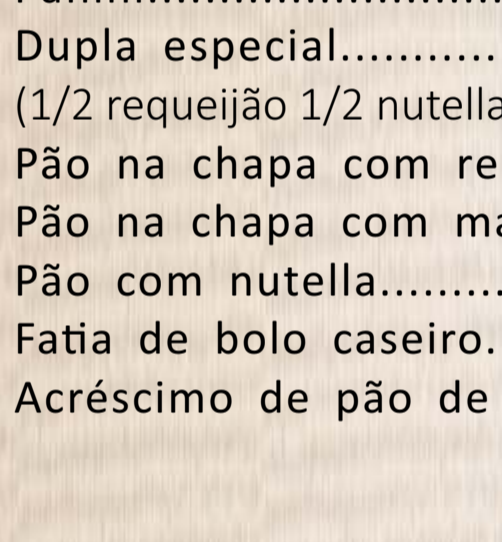 Dupla especial...........
(1/2 requeijão 1/2 nutella
Pão na chapa com
Pão na chapa com
Pão com nutella.........
Fatia de bolo caseiro.
Acréscimo de pão de